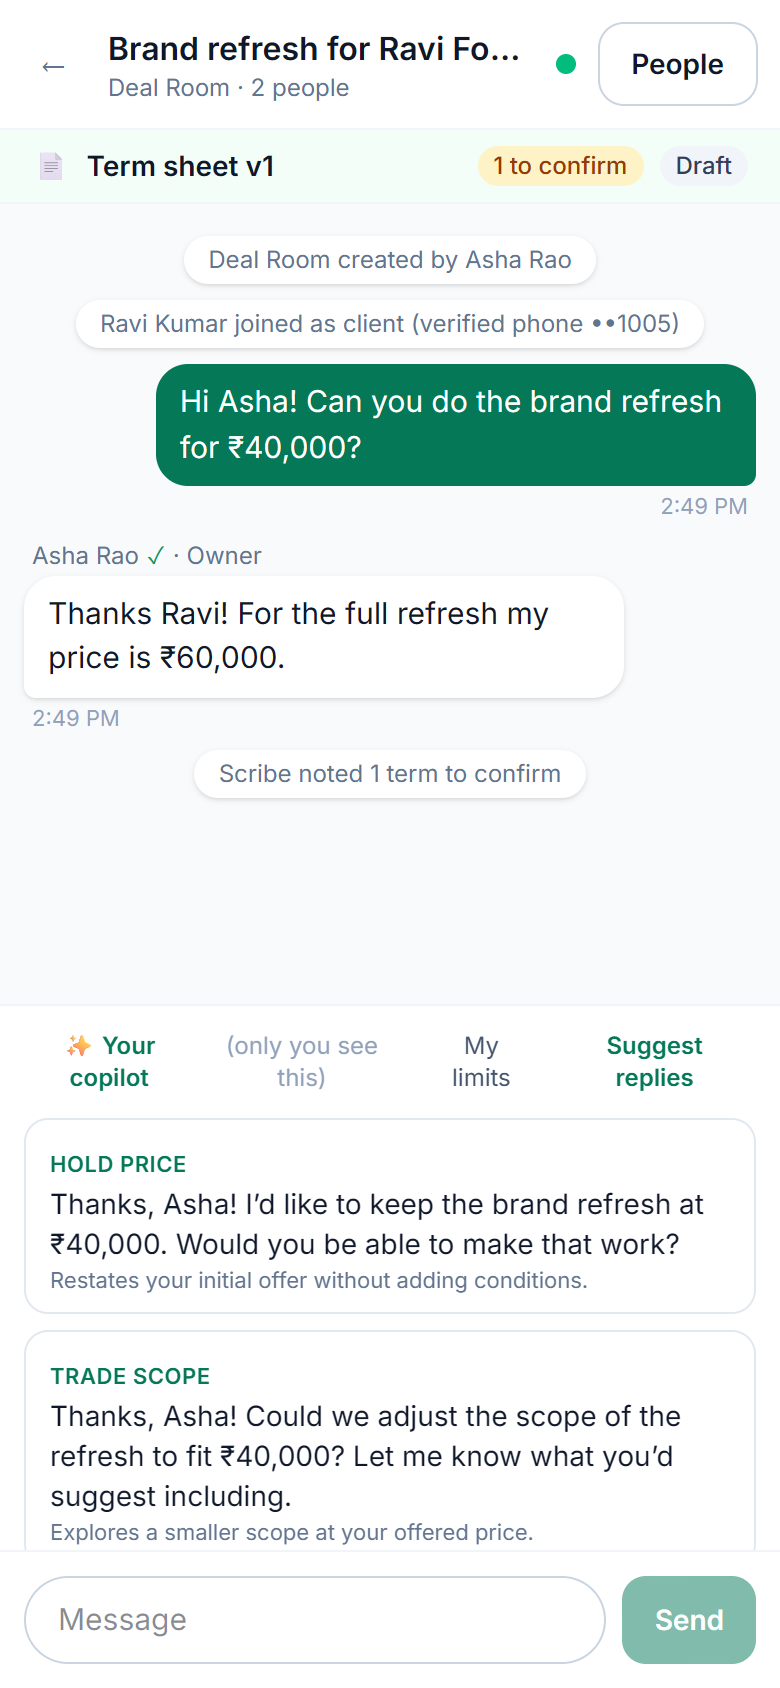 ←
Brand refresh for Ravi Fo...
Deal Room · 2 people
People
Term sheet v1
1 to confirm
Draft
Deal Room created by Asha Rao
Ravi Kumar joined as client (verified phone ••1005)
Hi Asha! Can you do the brand refresh
for ₹40,000?
2:49 PM
Asha Rao ✓ · Owner
Thanks Ravi! For the full refresh my
price is ₹60,000.
2:49 PM
Scribe noted 1 term to confirm
✨ Your
copilot
(only you see
this)
My
limits
Suggest
replies
HOLD PRICE
Thanks, Asha! I’d like to keep the brand refresh at
₹40,000. Would you be able to make that work?
Restates your initial offer without adding conditions.
TRADE SCOPE
Thanks, Asha! Could we adjust the scope of the
refresh to fit ₹40,000? Let me know what you’d
suggest including.
Explores a smaller scope at your offered price.
Message
Send